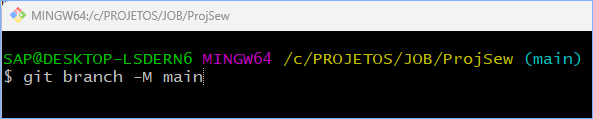 MINGW64:/c/PROJETOS/JOB/ProjSew
SAP@DESKTOP-LSDERN6 MINGW64 /c/PROJETOS/JOB/ProjSew (main)
$ git branch -M main